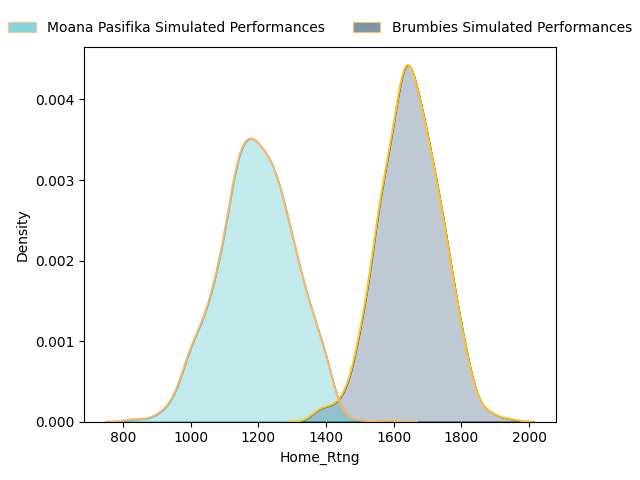 Moana Pasifika Simulated Performances Brumbies Simulated Performances
0.004
0.003
0.002
0.001
0.000
Density
800 1000 1200 1400 1600 1800 2000
Home_Rtng